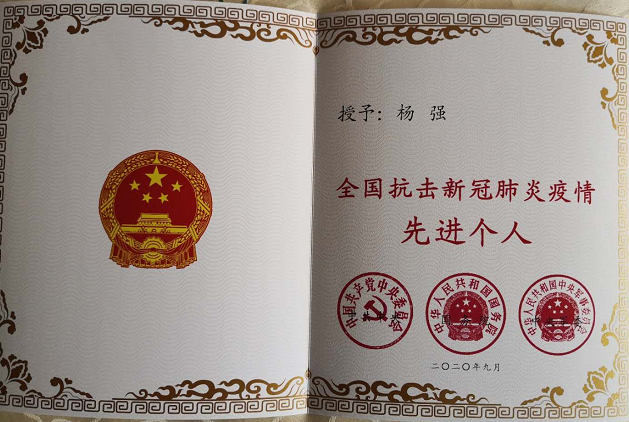 授予：杨 强
全国抗击新冠肺炎疫情
先进个人
中国共产党中央委员会
中华人民共和国国务院
中华人民共和国中央军事委员会
二〇二〇年九月